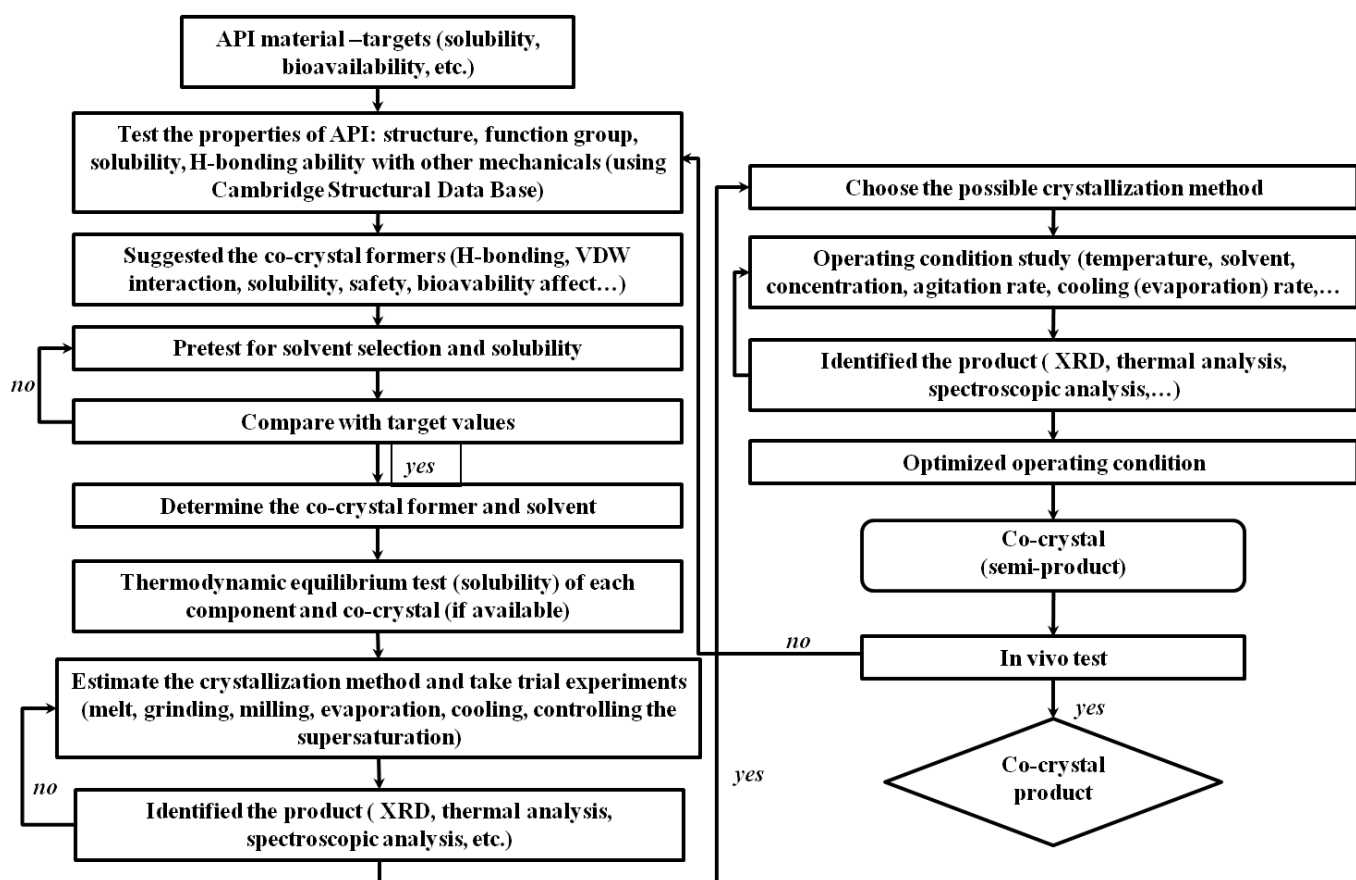 API material –targets (solubility,
bioavailability, etc.)
Test the properties of API: structure, function group,
solubility, H-bonding ability with other mechanicals (using
Cambridge Structural Data Base)
Suggested the co-crystal formers (H-bonding, VDW
interaction, solubility, safety, bioavability affect…)
Pretest for solvent selection and solubility
no
Compare with target values
yes
Determine the co-crystal former and solvent
Thermodynamic equilibrium test (solubility) of each
component and co-crystal (if available)
Estimate the crystallization method and take trial experiments
(melt, grinding, milling, evaporation, cooling, controlling the
supersaturation)
no
Identified the product ( XRD, thermal analysis,
spectroscopic analysis, etc.)
yes
Choose the possible crystallization method
Operating condition study (temperature, solvent,
concentration, agitation rate, cooling (evaporation) rate,…
Identified the product ( XRD, thermal analysis,
spectroscopic analysis,…)
Optimized operating condition
Co-crystal
(semi-product)
no
In vivo test
yes
Co-crystal
product